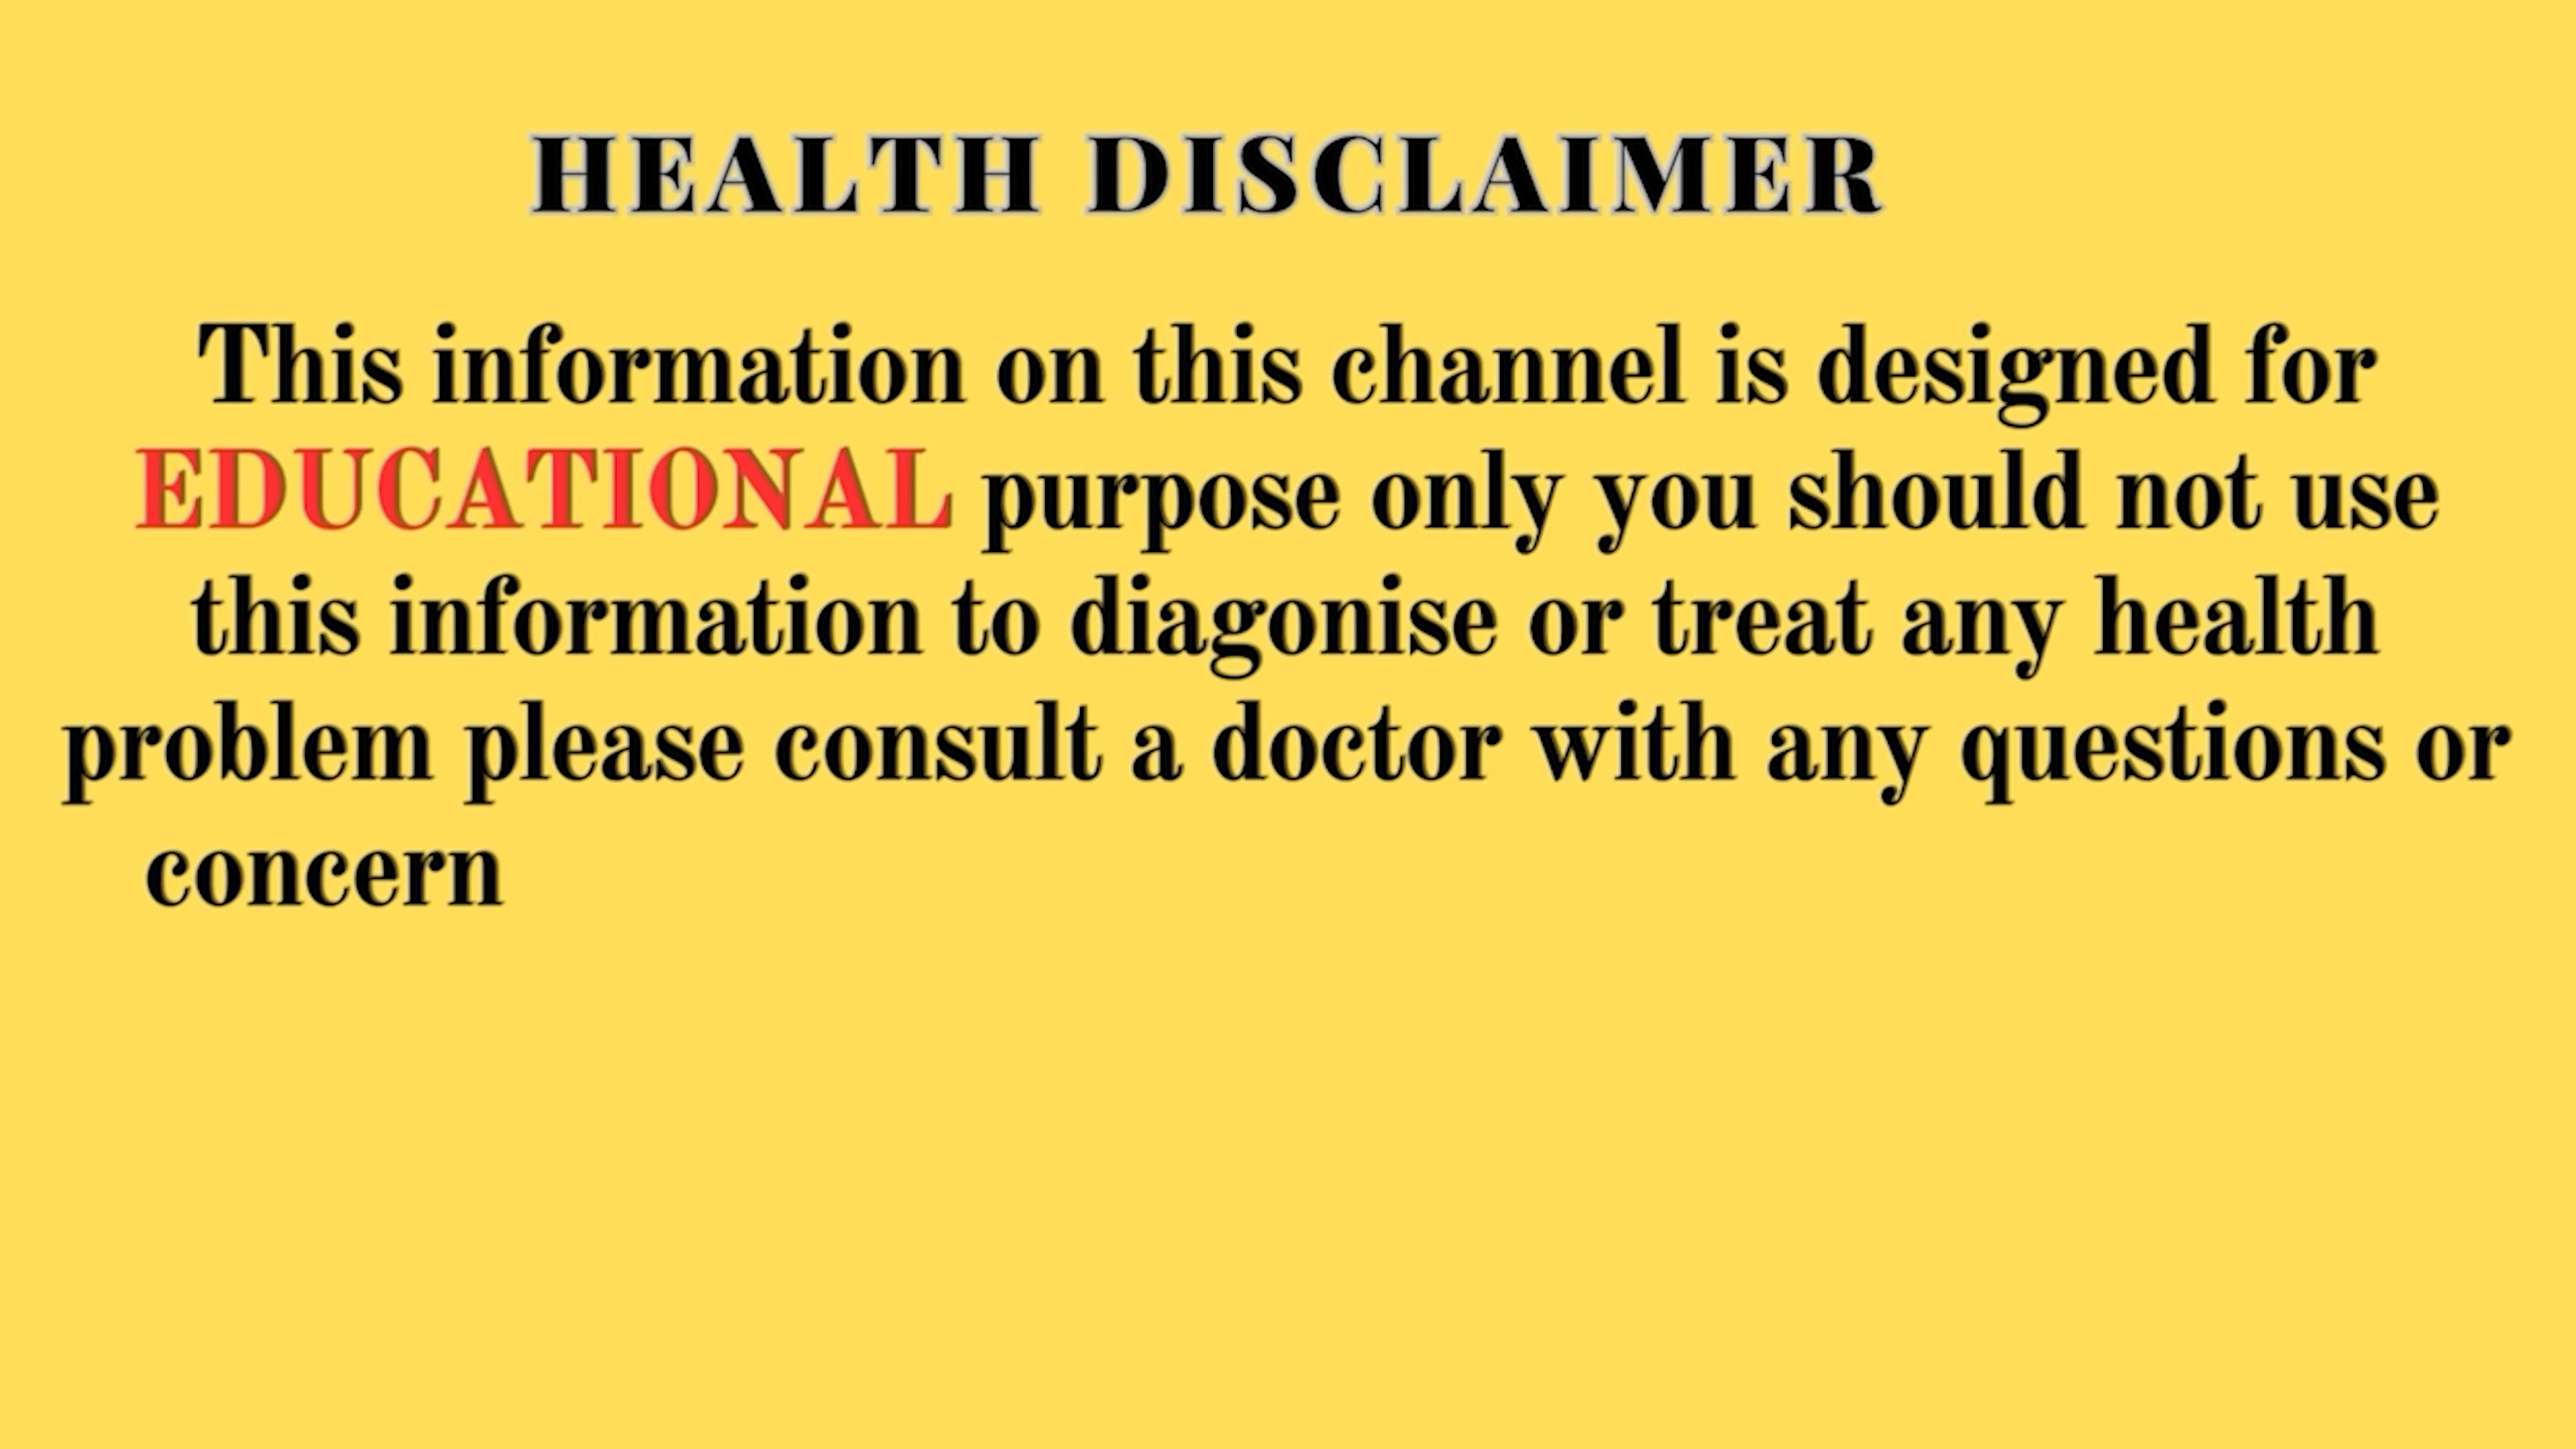 HEALTH DISCLAIMER
This information on this channel is designed for
EDUCATIONAL purpose only you should not use
this information to diagonise or treat any health
problem please consult a doctor with any questions or
concern